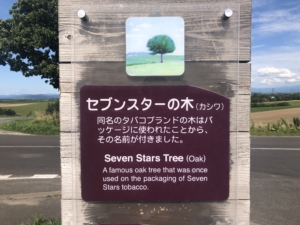 セブンスターの木(カシワ)
同名のタバコブランドの木はパ
ッケージに使われたことから、
その名前が付きました。
Seven Stars Tree (Oak)
A famous oak tree that was once
used on the packaging of Seven
Stars tobacco.